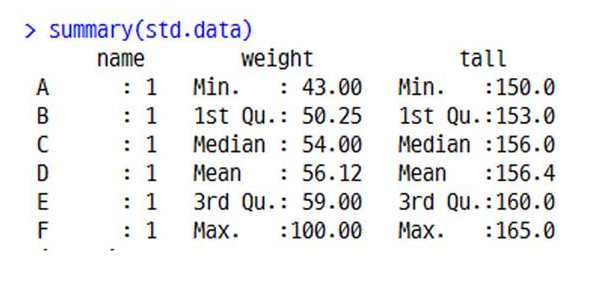 > summary(std.data)
name weight tall
A : 1 Min. : 43.00 Min. :150.0
B : 1 1st Qu.: 50.25 1st Qu.:153.0
C : 1 Median : 54.00 Median :156.0
D : 1 Mean : 56.12 Mean :156.4
E : 1 3rd Qu.: 59.00 3rd Qu.:160.0
F : 1 Max. :100.00 Max. :165.0